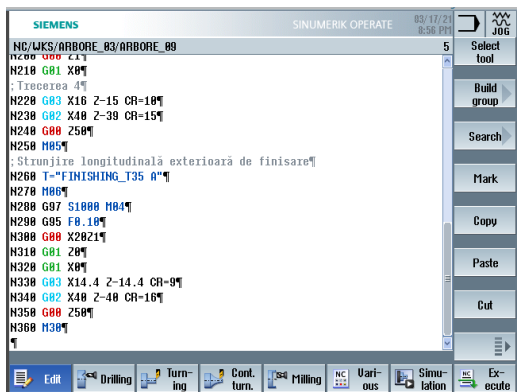 SIEMENS
SINUMERIK OPERATE
03/17/21
8:56 PM
JOG
NC/WKS/ARBORE_03/ARBORE_09 5
N200 G00 Z1¶
N210 G01 X0¶
;Trecerea 4¶
N220 G03 X16 Z-15 CR=10¶
N230 G02 X40 Z-39 CR=15¶
N240 G00 Z50¶
N250 M05¶
;Strunjire longitudinală exterioară de finisare¶
N260 T="FINISHING_T35 A"¶
N270 M06¶
N280 G97 S1000 M04¶
N290 G95 F0.10¶
N300 G00 X20Z1¶
N310 G01 Z0¶
N320 G01 X0¶
N330 G03 X14.4 Z-14.4 CR=9¶
N340 G02 X40 Z-40 CR=16¶
N350 G00 Z50¶
N360 M30¶
¶
Select
tool
Build
group
Search
Mark
Copy
Paste
Cut
Edit
Drilling
Turn-
ing
Cont.
turn.
Milling
NC
Vari-
ous
Simu-
lation
NC
Ex-
ecute